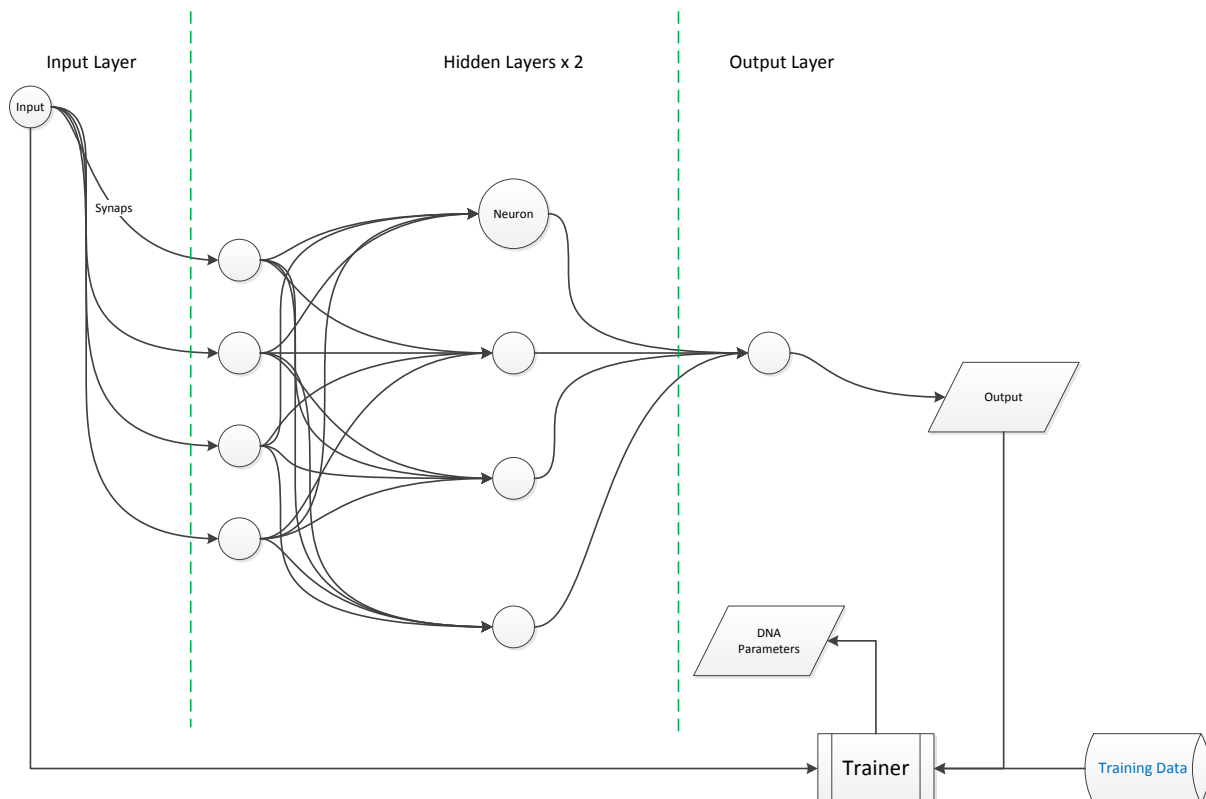 Input Layer
Hidden Layers x 2
Output Layer
Input
Synaps
Neuron
Output
DNA
Parameters
Trainer
Training Data